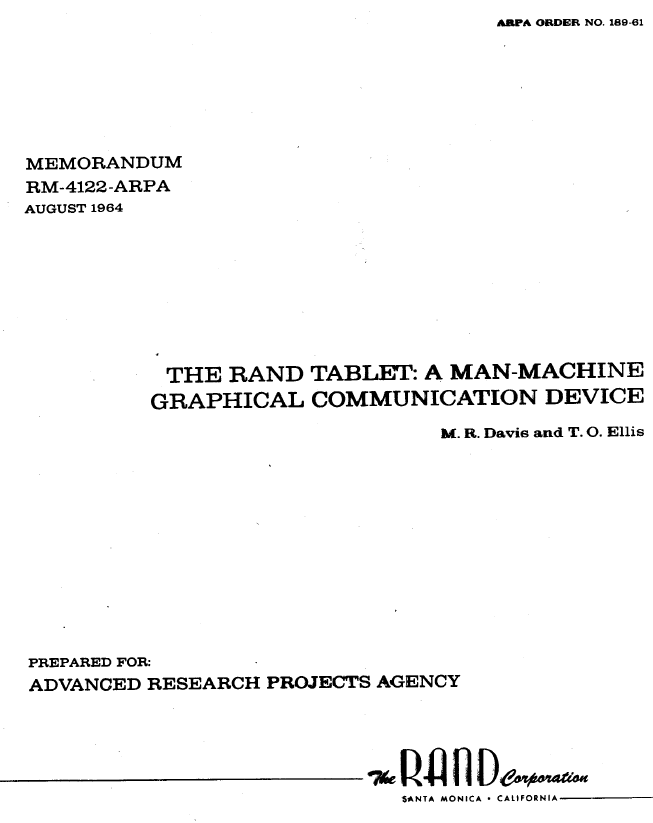 ARPA ORDER NO. 189-61
MEMORANDUM
RM-4122-ARPA
AUGUST 1964
THE RAND TABLET: A MAN-MACHINE
GRAPHICAL COMMUNICATION DEVICE
M. R. Davis and T. O. Ellis
PREPARED FOR:
ADVANCED RESEARCH PROJECTS AGENCY
The RAND Corporation
SANTA MONICA • CALIFORNIA